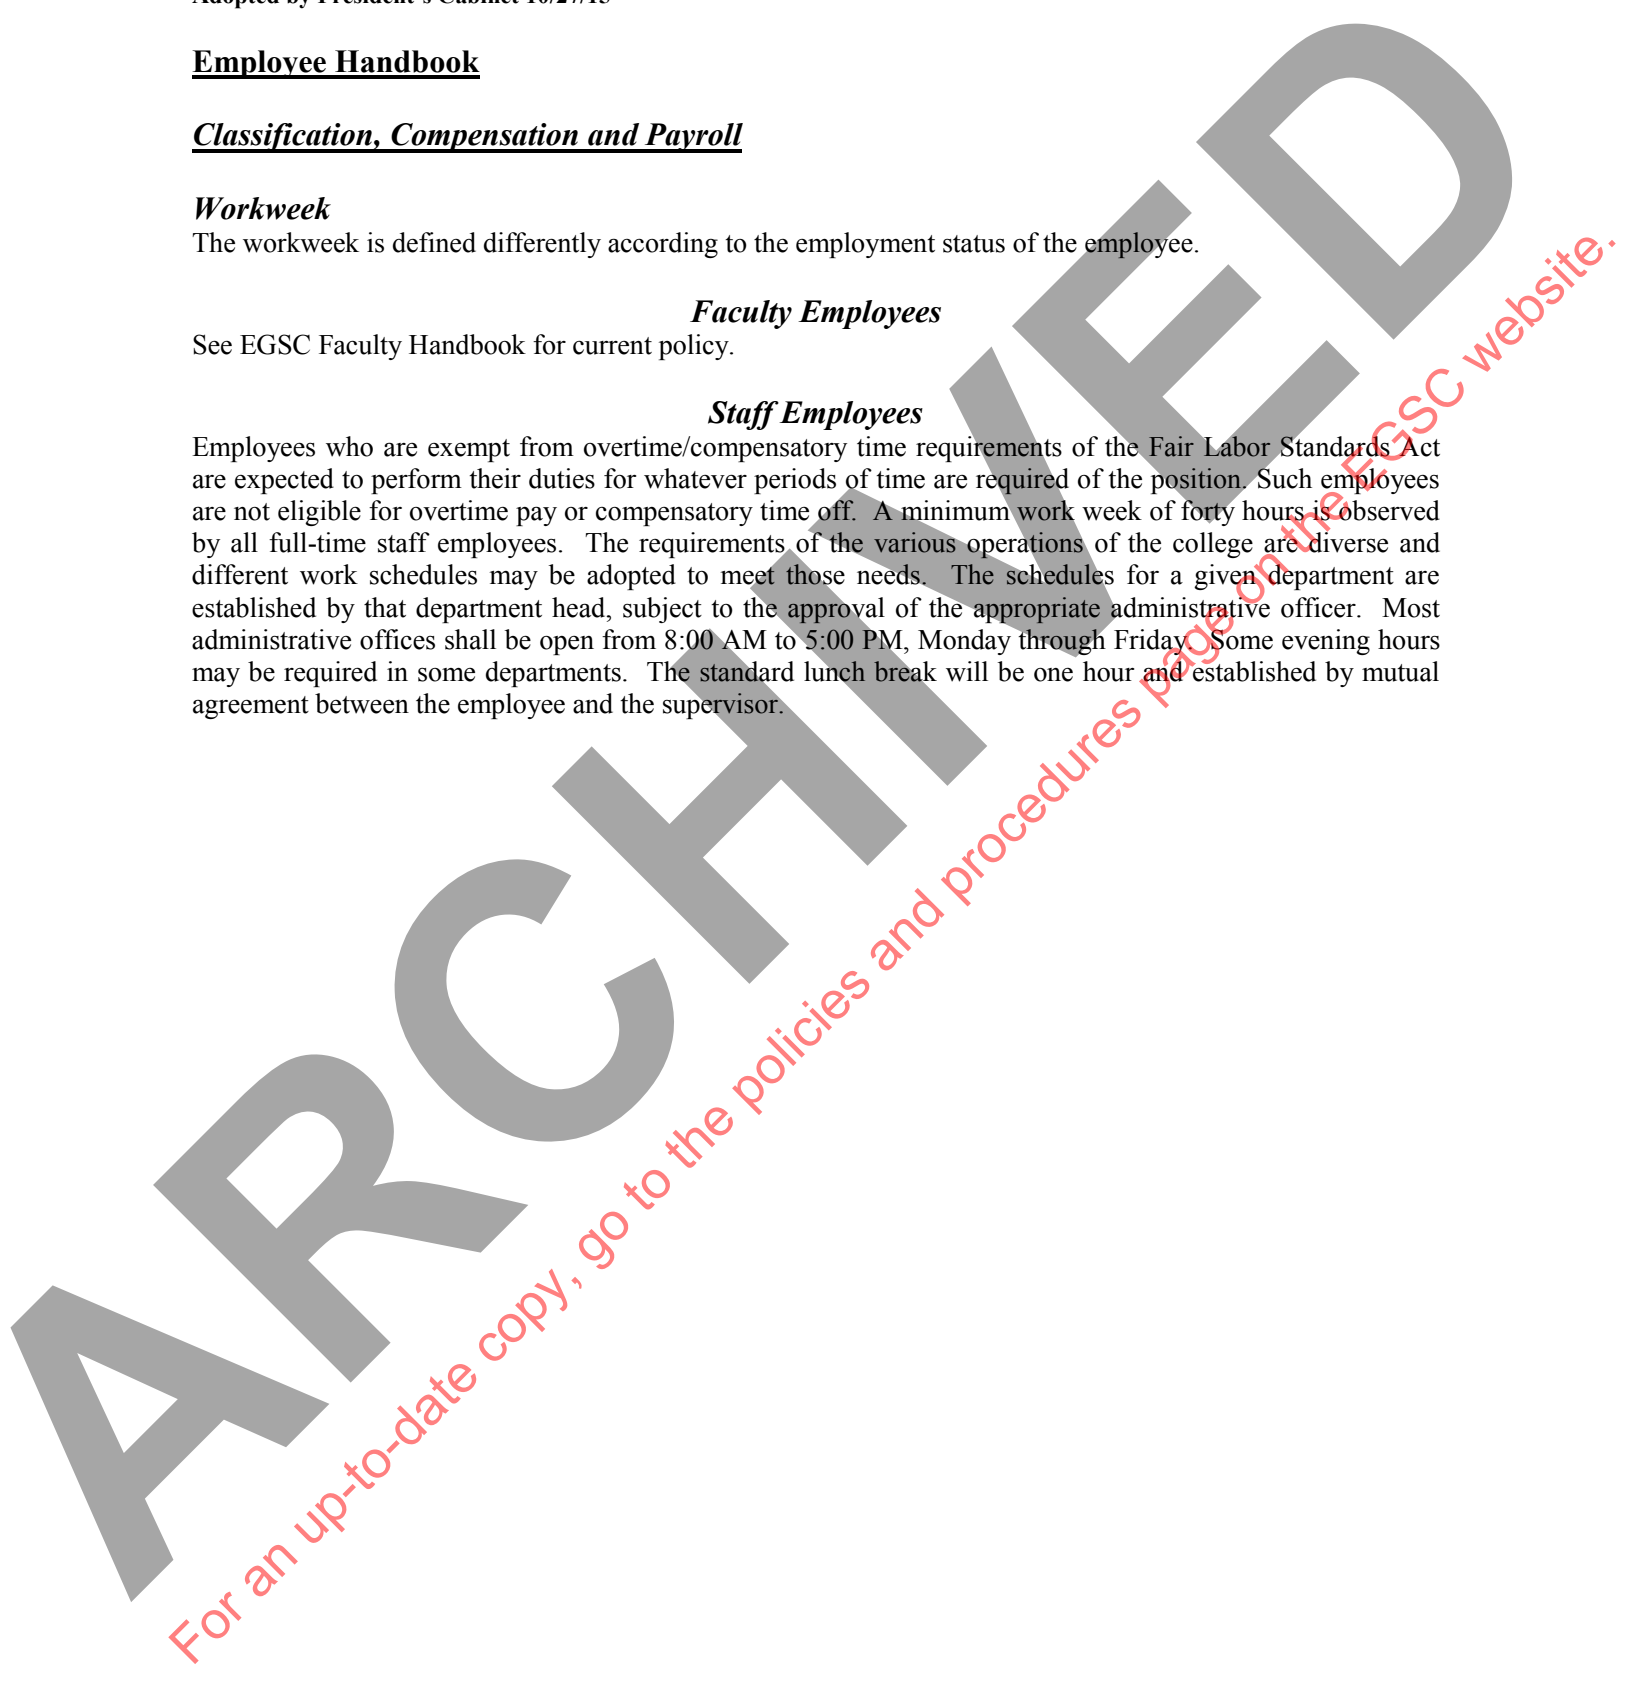 Adopted by President's Cabinet 10/27/15
Employee Handbook
Classification, Compensation and Payroll
Workweek
The workweek is defined differently according to the employment status of the employee.
Faculty Employees
See EGSC Faculty Handbook for current policy.
Staff Employees
Employees who are exempt from overtime/compensatory time requirements of the Fair Labor Standards Act
are expected to perform their duties for whatever periods of time are required of the position. Such employees
are not eligible for overtime pay or compensatory time off.  A minimum work week of forty hours is observed
by all full-time staff employees.  The requirements of the various operations of the college are diverse and
different work schedules may be adopted to meet those needs.  The schedules for a given department are
established by that department head, subject to the approval of the appropriate administrative officer.  Most
administrative offices shall be open from 8:00 AM to 5:00 PM, Monday through Friday.  Some evening hours
may be required in some departments.  The standard lunch break will be one hour and established by mutual
agreement between the employee and the supervisor.
ARCHIVED
For an up-to-date copy, go to the policies and procedures page on the EGSC website.